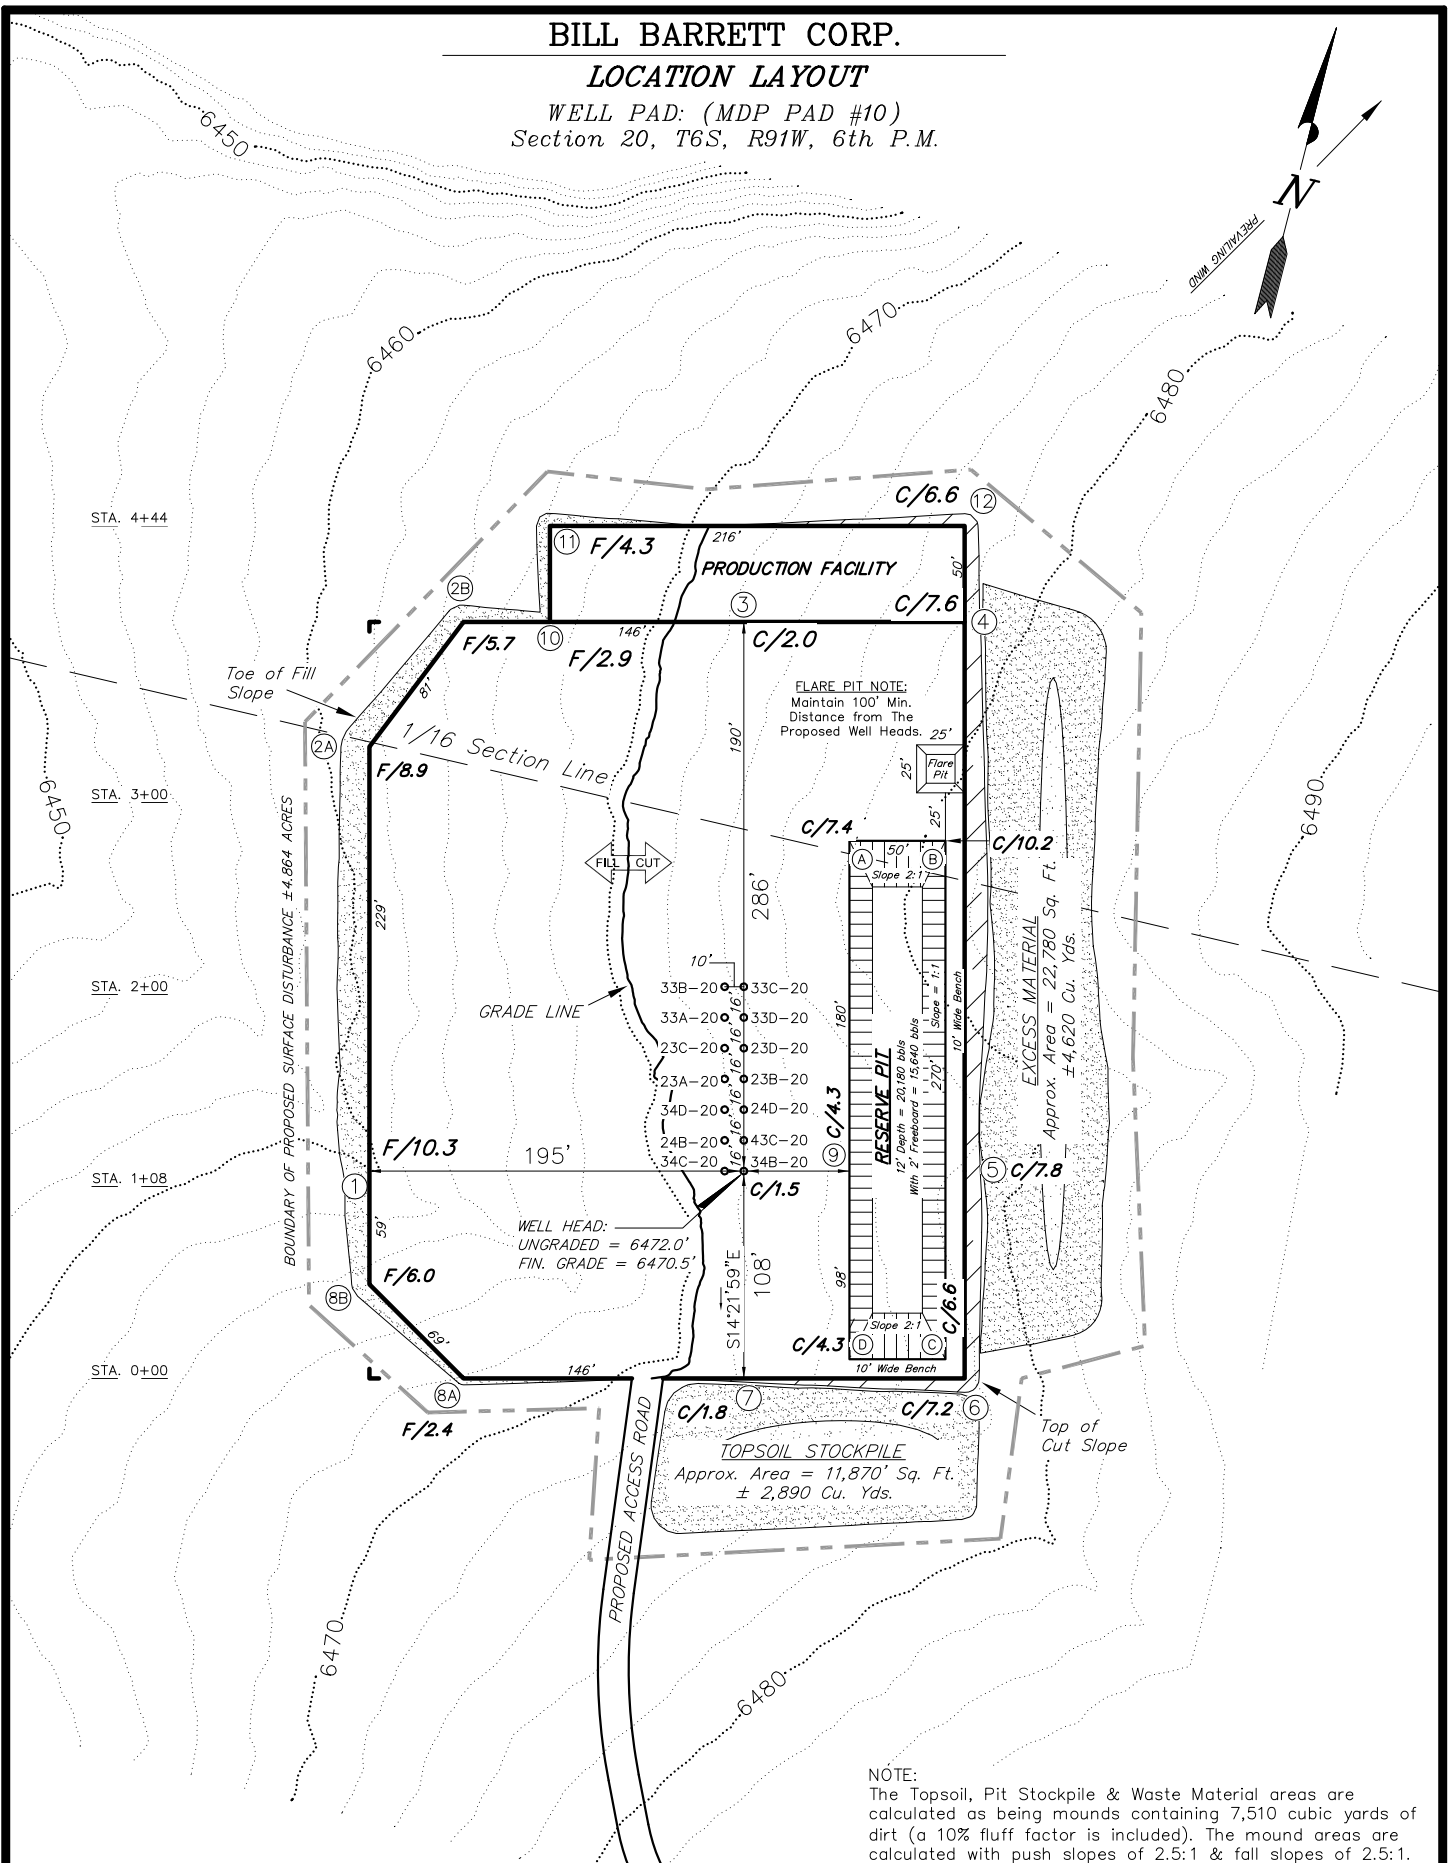 BILL BARRETT CORP.
LOCATION LAYOUT
WELL PAD: (MDP PAD #10)
Section 20, T6S, R91W, 6th P.M.
N
PREVAILING WIND
6450
6460
6470
6480
STA. 4+44
C/6.6
12
11
F/4.3
216'
PRODUCTION FACILITY
50'
2B
3
C/7.6
4
F/5.7
10
146'
F/2.9
C/2.0
Toe of Fill
Slope
81'
FLARE PIT NOTE:
Maintain 100' Min.
Distance from The
Proposed Well Heads.
2A
1/16 Section Line
190'
25'
25'
Flare
Pit
F/8.9
6450
STA. 3+00
25'
6490
C/7.4
C/10.2
50'
A
B
Slope 2:1
FILL
CUT
BOUNDARY OF PROPOSED SURFACE DISTURBANCE ±4.864 ACRES
229'
286'
EXCESS MATERIAL
Approx. Area = 22,780 Sq. Ft.
±4,620 Cu. Yds.
10'
STA. 2+00
GRADE LINE
33B-20
33C-20
16'
33A-20
33D-20
16'
23C-20
23D-20
16'
23A-20
23B-20
16'
34D-20
24D-20
16'
24B-20
43C-20
16'
34C-20
34B-20
180'
Slope = 1:1
10' Wide Bench
RESERVE PIT
12' Depth = 20,180 bbls
With 2' Freeboard = 15,640 bbls
270'
C/4.3
9
F/10.3
195'
STA. 1+08
1
5
C/7.8
C/1.5
WELL HEAD:
UNGRADED = 6472.0'
FIN. GRADE = 6470.5'
59'
S14°21'59"E
108'
98'
F/6.0
8B
C/6.6
69'
Slope 2:1
C/4.3
D
C
STA. 0+00
146'
10' Wide Bench
8A
7
6
F/2.4
C/1.8
C/7.2
Top of
Cut Slope
TOPSOIL STOCKPILE
Approx. Area = 11,870' Sq. Ft.
± 2,890 Cu. Yds.
PROPOSED ACCESS ROAD
6470
6480
NOTE:
The Topsoil, Pit Stockpile & Waste Material areas are
calculated as being mounds containing 7,510 cubic yards of
dirt (a 10% fluff factor is included). The mound areas are
calculated with push slopes of 2.5:1 & fall slopes of 2.5:1.